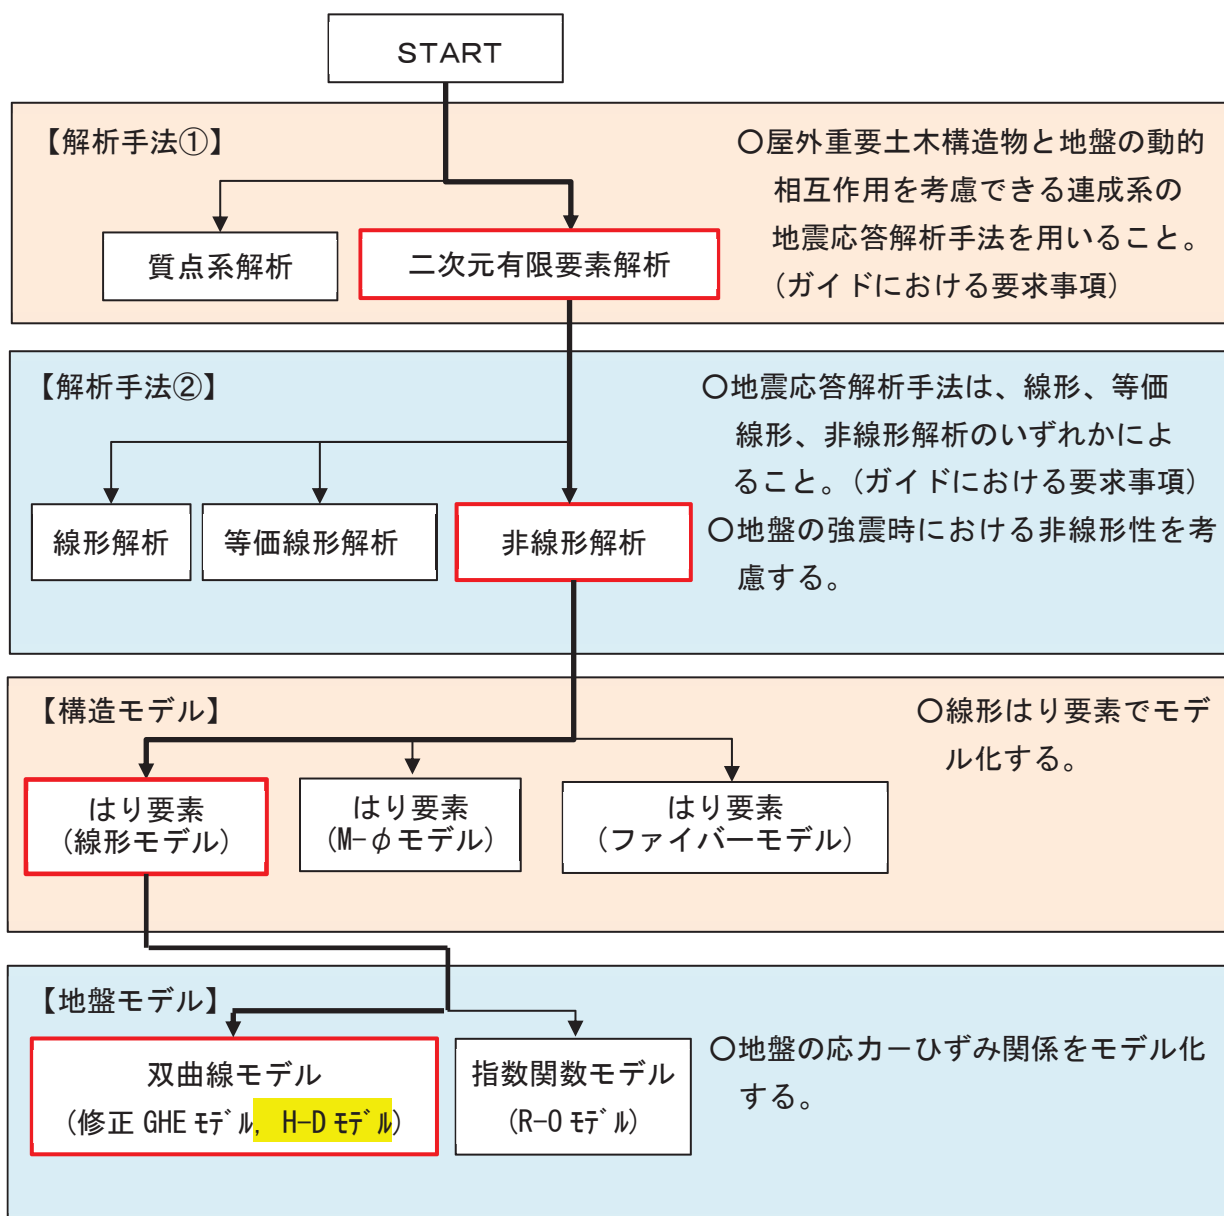 START
【解析手法①】
○屋外重要土木構造物と地盤の動的
相互作用を考慮できる連成系の
地震応答解析手法を用いること。
(ガイドにおける要求事項)
質点系解析
二次元有限要素解析
【解析手法②】
○地震応答解析手法は、線形、等価
線形、非線形解析のいずれかによ
ること。(ガイドにおける要求事項)
○地盤の強震時における非線形性を考
慮する。
線形解析
等価線形解析
非線形解析
【構造モデル】
○線形はり要素でモデ
ル化する。
はり要素
(線形モデル)
はり要素
(M-φモデル)
はり要素
(ファイバーモデル)
【地盤モデル】
○地盤の応力ーひずみ関係をモデル化
する。
双曲線モデル
(修正 GHE ﾓﾃﾞﾙ, H-D ﾓﾃﾞﾙ)
指数関数モデル
(R-O ﾓﾃﾞﾙ)